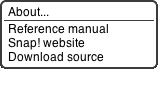 About...
Reference manual
Snap! website
Download source